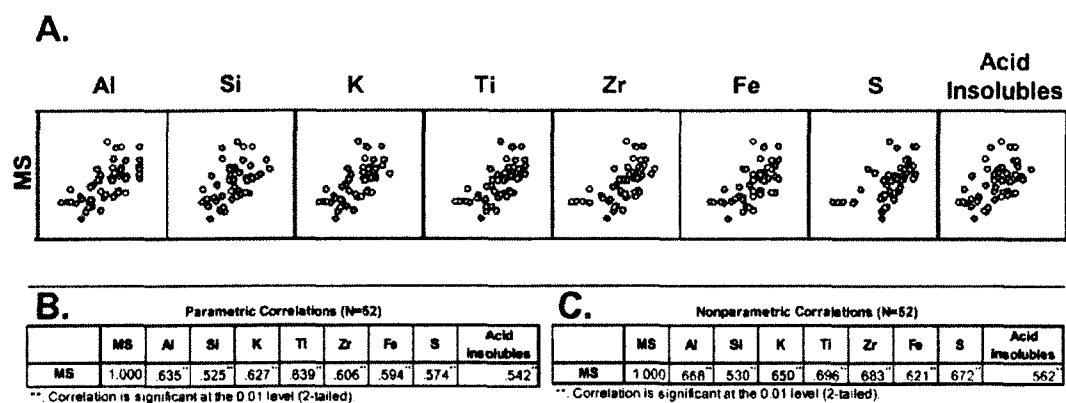 A.
Al Si K Ti Zr Fe S Acid Insolubles
MS
B. Parametric Correlations (N=52)
MS Al Si K Ti Zr Fe S Acid Insolubles
MS 1.000 .635** .525** .627** .639** .606** .594** .574** .542**
**. Correlation is significant at the 0.01 level (2-tailed).
C. Nonparametric Correlations (N=52)
MS Al Si K Ti Zr Fe S Acid Insolubles
MS 1.000 .668** .530** .650** .696** .683** .621** .672** .562**
**. Correlation is significant at the 0.01 level (2-tailed).